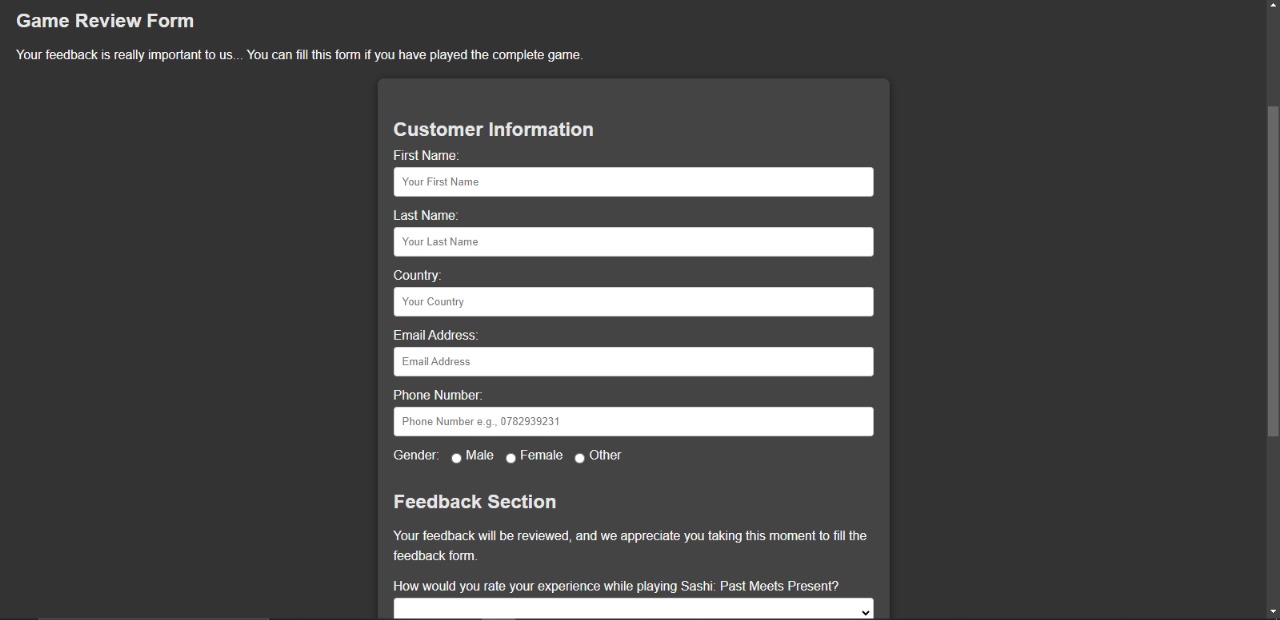 Game Review Form
Your feedback is really important to us... You can fill this form if you have played the complete game.
Customer Information
First Name:
Your First Name
Last Name:
Your Last Name
Country:
Your Country
Email Address:
Email Address
Phone Number:
Phone Number e.g., 0782939231
Gender: Male Female Other
Feedback Section
Your feedback will be reviewed, and we appreciate you taking this moment to fill the
feedback form.
How would you rate your experience while playing Sashi: Past Meets Present?